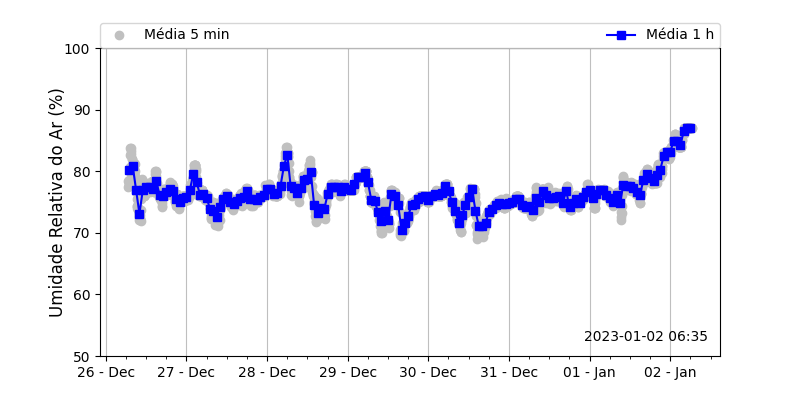 Média 5 min
Média 1 h
Umidade Relativa do Ar (%)
100
90
80
70
60
50
2023-01-02 06:35
26 - Dec
27 - Dec
28 - Dec
29 - Dec
30 - Dec
31 - Dec
01 - Jan
02 - Jan